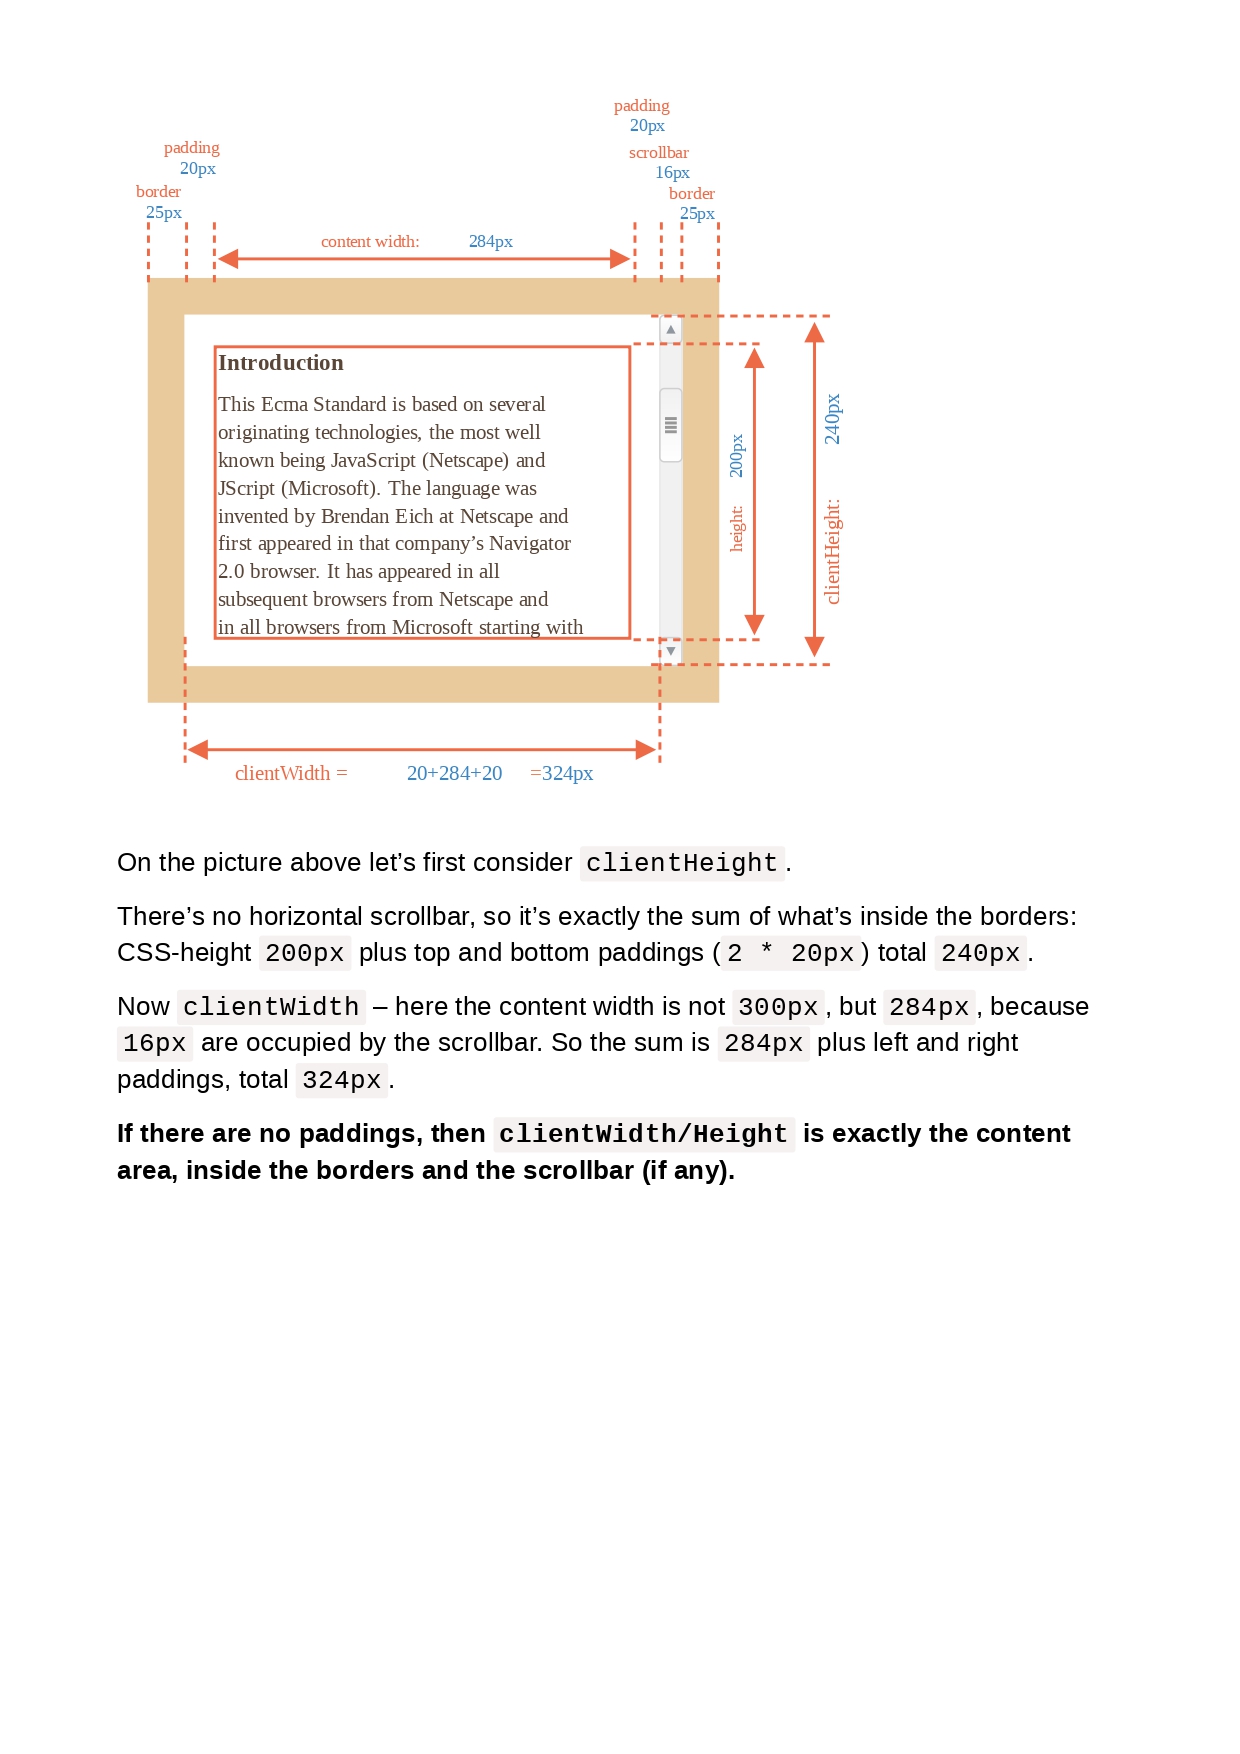 padding
20px
padding
20px
scrollbar
16px
border
25px
border
25px
content width: 284px
Introduction
This Ecma Standard is based on several
originating technologies, the most well
known being JavaScript (Netscape) and
JScript (Microsoft). The language was
invented by Brendan Eich at Netscape and
first appeared in that company’s Navigator
2.0 browser. It has appeared in all
subsequent browsers from Netscape and
in all browsers from Microsoft starting with
height: 200px
clientHeight: 240px
clientWidth = 20+284+20 =324px
On the picture above let’s first consider clientHeight.
There’s no horizontal scrollbar, so it’s exactly the sum of what’s inside the borders:
CSS-height 200px plus top and bottom paddings (2 * 20px) total 240px.
Now clientWidth – here the content width is not 300px, but 284px, because
16px are occupied by the scrollbar. So the sum is 284px plus left and right
paddings, total 324px.
If there are no paddings, then clientWidth/Height is exactly the content
area, inside the borders and the scrollbar (if any).